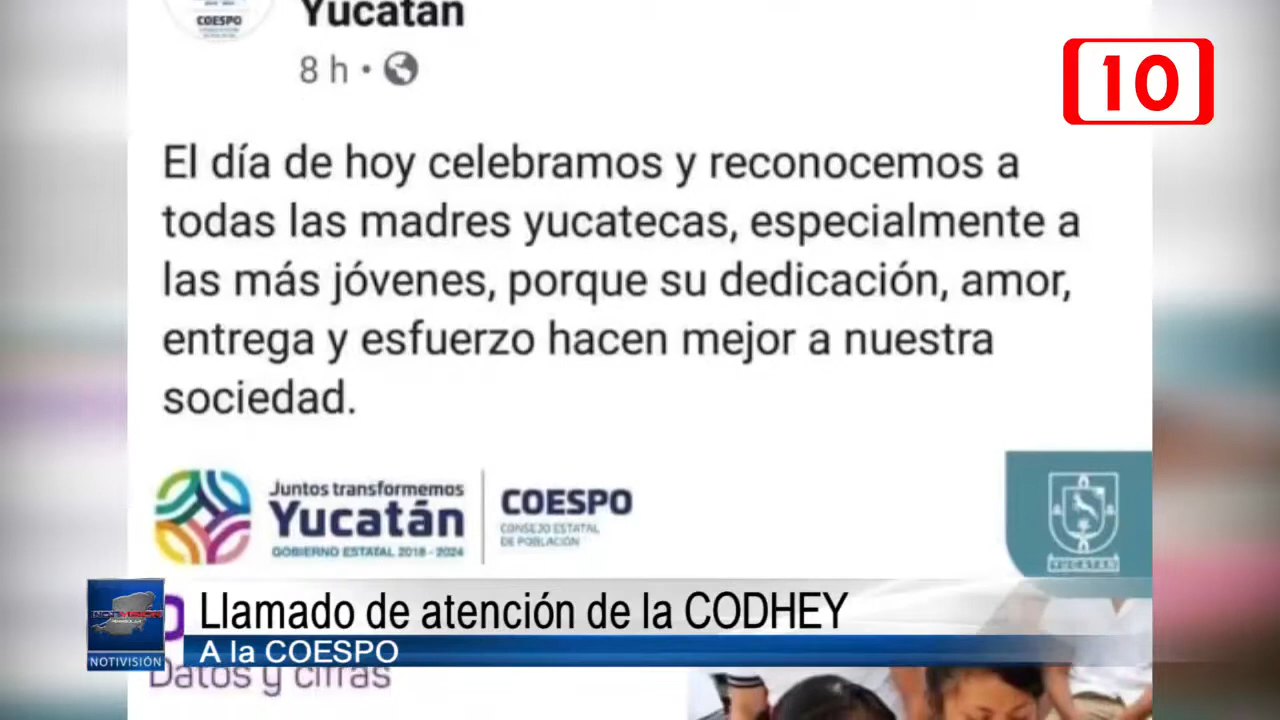 COESPO
Yucatán
8 h
10
El día de hoy celebramos y reconocemos a
todas las madres yucatecas, especialmente a
las más jóvenes, porque su dedicación, amor,
entrega y esfuerzo hacen mejor a nuestra
sociedad.
Juntos transformemos
Yucatán
GOBIERNO ESTATAL 2018 - 2024
COESPO
CONSEJO ESTATAL
DE POBLACIÓN
YUCATÁN
Llamado de atención de la CODHEY
A la COESPO
NOTIVISIÓN
Datos y cifras